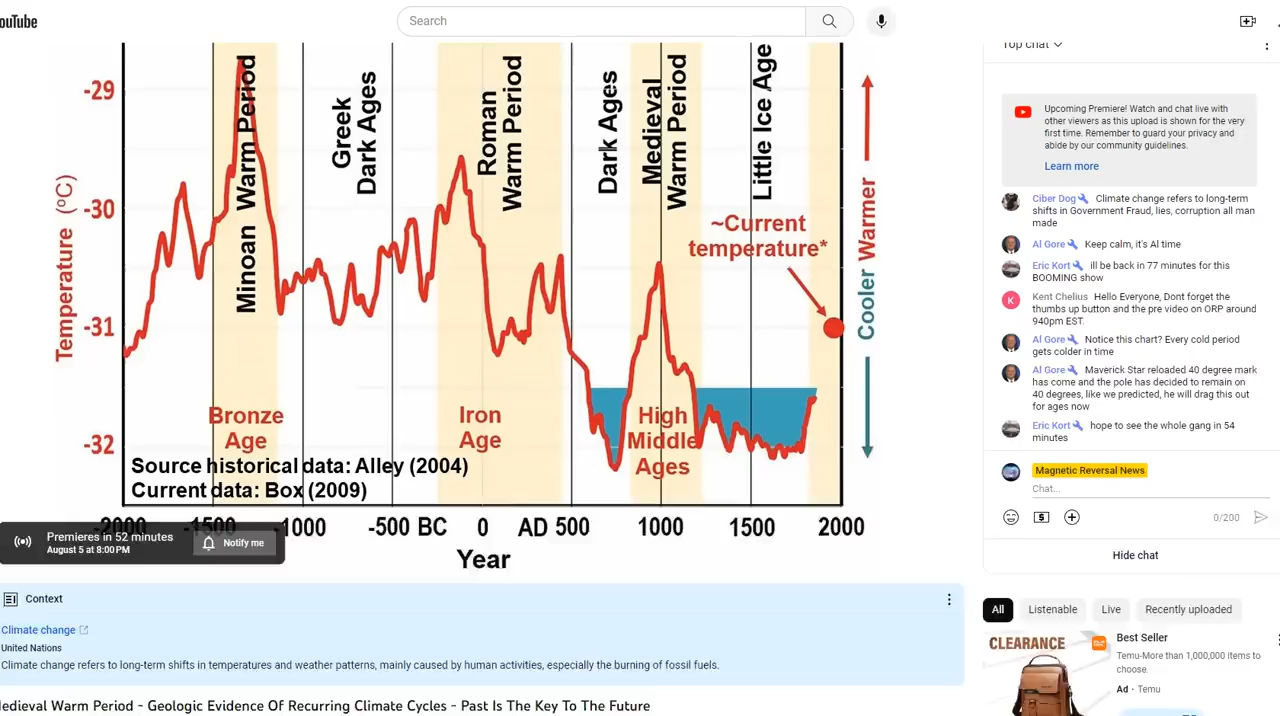 ouTube
Search
-29
-30
-31
-32
Temperature (°C)
Minoan Warm Period
Greek
Dark Ages
Roman
Warm Period
Dark Ages
Medieval
Warm Period
Little Ice Age
~Current
temperature*
Cooler Warmer
Bronze
Age
Iron
Age
High
Middle
Ages
Source historical data: Alley (2004)
Current data: Box (2009)
-2000 -1500 -1000 -500 BC 0 AD 500 1000 1500 2000
Year
Premieres in 52 minutes
August 5 at 8:00 PM
Notify me
Context
Climate change
United Nations
Climate change refers to long-term shifts in temperatures and weather patterns, mainly caused by human activities, especially the burning of fossil fuels.
edieval Warm Period - Geologic Evidence Of Recurring Climate Cycles - Past Is The Key To The Future
Top chat
Upcoming Premiere! Watch and chat live with
other viewers as this upload is shown for the very
first time. Remember to guard your privacy and
abide by our community guidelines.
Learn more
Ciber Dog Climate change refers to long-term
shifts in Government Fraud, lies, corruption all man
made
Al Gore Keep calm, it's Al time
Eric Kort ill be back in 77 minutes for this
BOOMING show
K
Kent Chelius Hello Everyone, Dont forget the
thumbs up button and the pre video on ORP around
940pm EST.
Al Gore Notice this chart? Every cold period
gets colder in time
Al Gore Maverick Star reloaded 40 degree mark
has come and the pole has decided to remain on
40 degrees, like we predicted, he will drag this out
for ages now
Eric Kort hope to see the whole gang in 54
minutes
Magnetic Reversal News
Chat...
0/200
Hide chat
All Listenable Live Recently uploaded
CLEARANCE
Best Seller
Temu-More than 1,000,000 items to
choose.
Ad · Temu